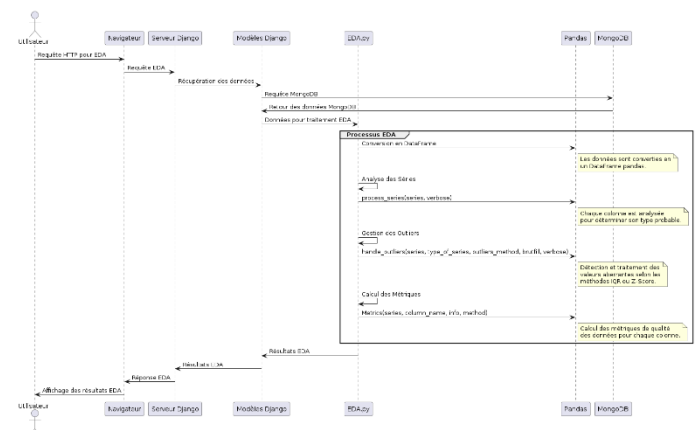 Utilisateur
Navigateur
Serveur Django
Modèles Django
EDA.py
Pandas
MongoDB
Requête HTTP pour EDA
Requête EDA
Récupération des données
Requête MongoDB
Retour des données MongoDB
Données pour traitement EDA
Processus EDA
Conversion en DataFrame
Les données sont converties en
un DataFrame pandas.
Analyse des Séries
process_series(series, verbose)
Chaque colonne est analysée
pour déterminer son type probable.
Gestion des Outliers
handle_outliers(series, type_of_series, outliers_method, brutfill, verbose)
Détection et traitement des
valeurs aberrantes selon les
méthodes IQR ou Z-Score.
Calcul des Métriques
Metrics(series, column_name, info, method)
Calcul des métriques de qualité
des données pour chaque colonne.
Résultats EDA
Résultats EDA
Réponse EDA
Affichage des résultats EDA
Utilisateur
Navigateur
Serveur Django
Modèles Django
EDA.py
Pandas
MongoDB